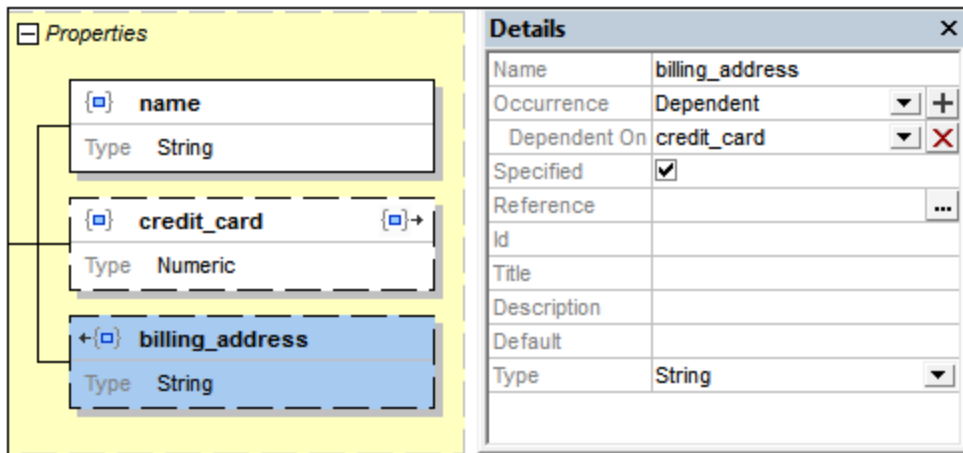 Properties
name
Type String
credit_card
Type Numeric
billing_address
Type String
Details
Name billing_address
Occurrence Dependent
Dependent On credit_card
Specified
Reference ...
Id
Title
Description
Default
Type String